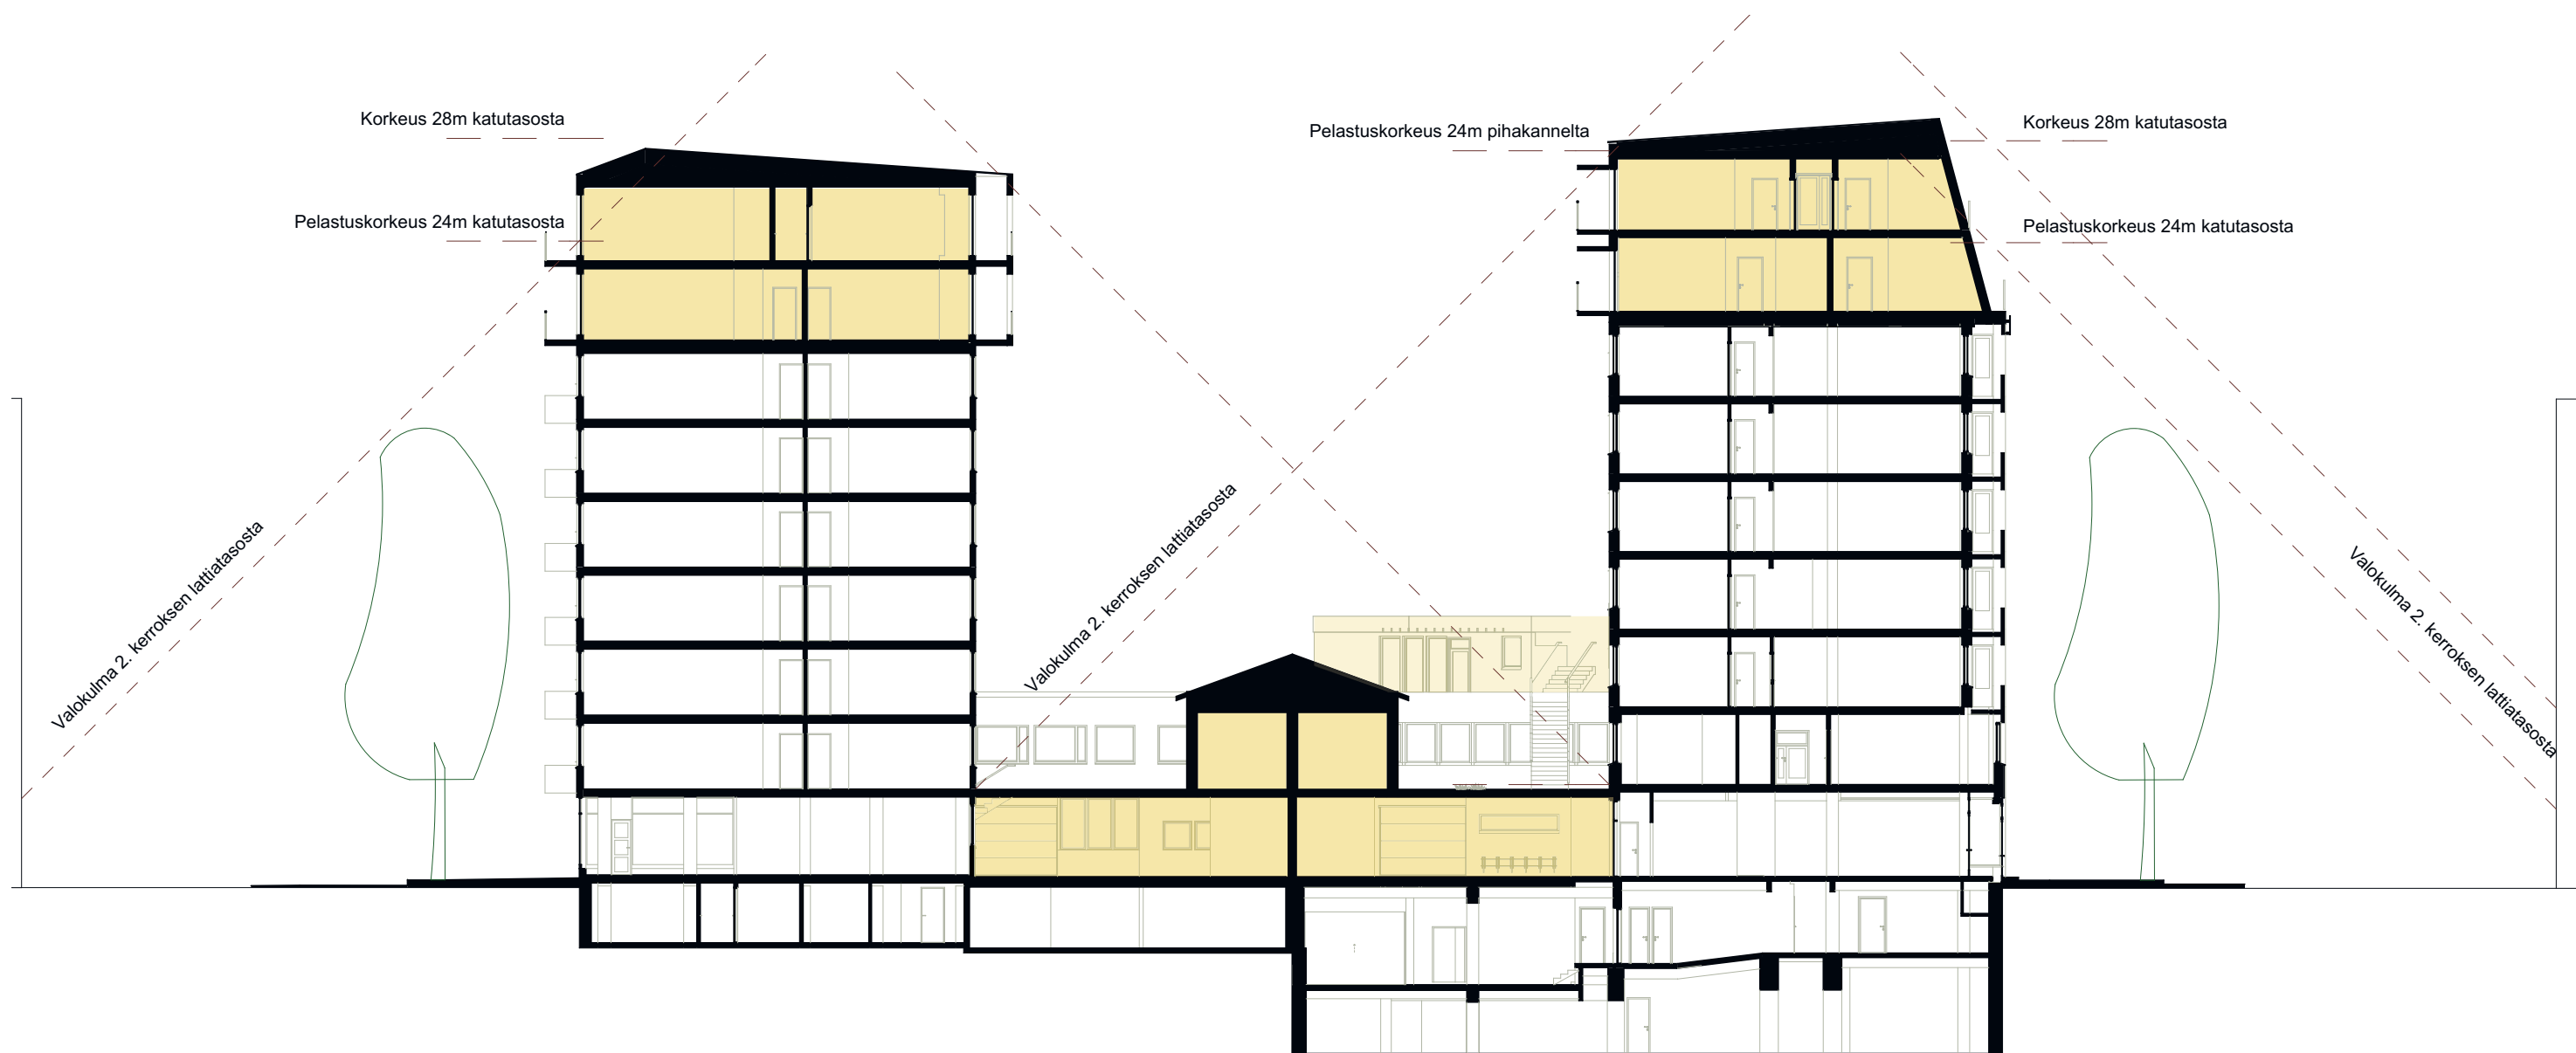 Korkeus 28m katutasosta
Pelastuskorkeus 24m pihakannelta
Korkeus 28m katutasosta
Pelastuskorkeus 24m katutasosta
Pelastuskorkeus 24m katutasosta
Valokulma 2. kerroksen lattiatasosta
Valokulma 2. kerroksen lattiatasosta
Valokulma 2. kerroksen lattiatasosta